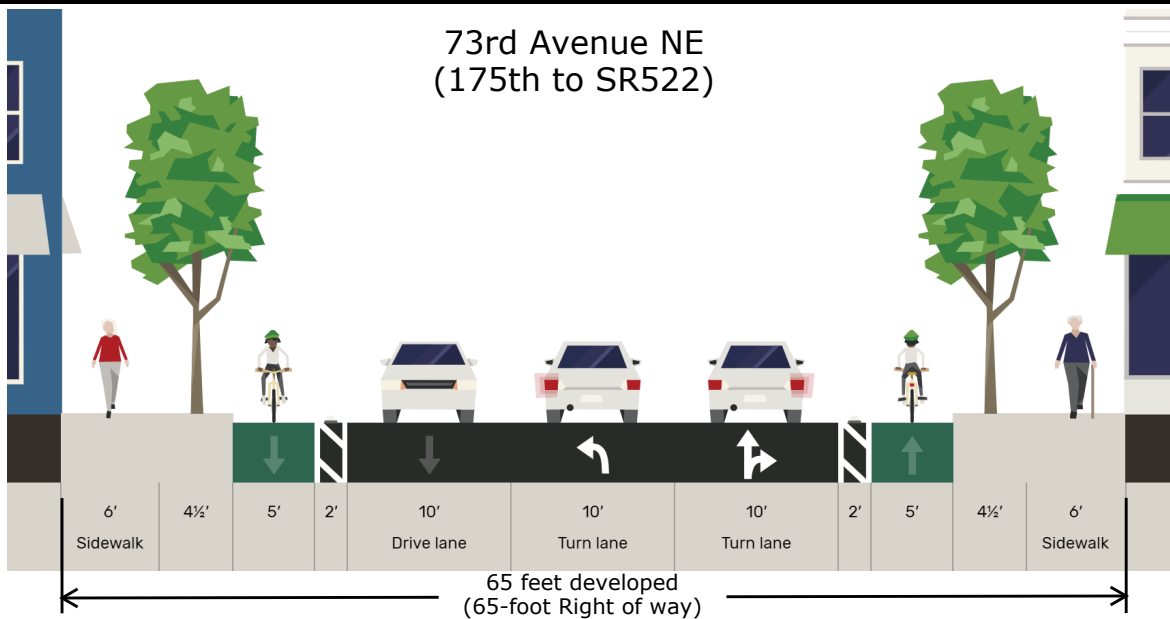 73rd Avenue NE
(175th to SR522)
6' 4½' 5' 2' 10' 10' 10' 2' 5' 4½' 6'
Sidewalk Drive lane Turn lane Turn lane Sidewalk
65 feet developed
(65-foot Right of way)